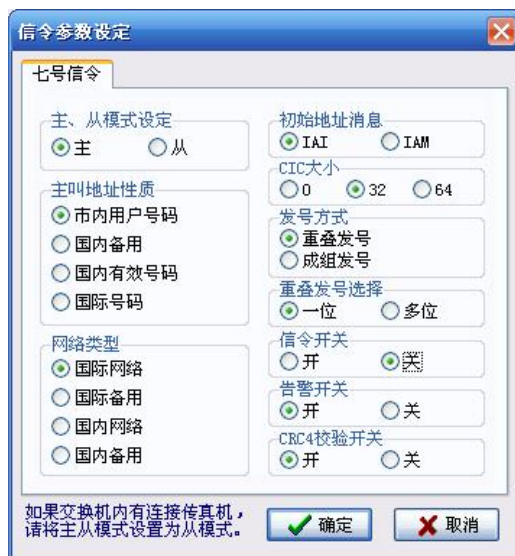 信令参数设定
七号信令
主、从模式设定
主 从
主叫地址性质
市内用户号码
国内备用
国内有效号码
国际号码
网络类型
国际网络
国际备用
国内网络
国内备用
初始地址消息
IAI IAM
CIC大小
0 32 64
发号方式
重叠发号
成组发号
重叠发号选择
一位 多位
信令开关
开 关
告警开关
开 关
CRC4校验开关
开 关
如果交换机内有连接传真机，
请将主从模式设置为从模式。
确定 取消